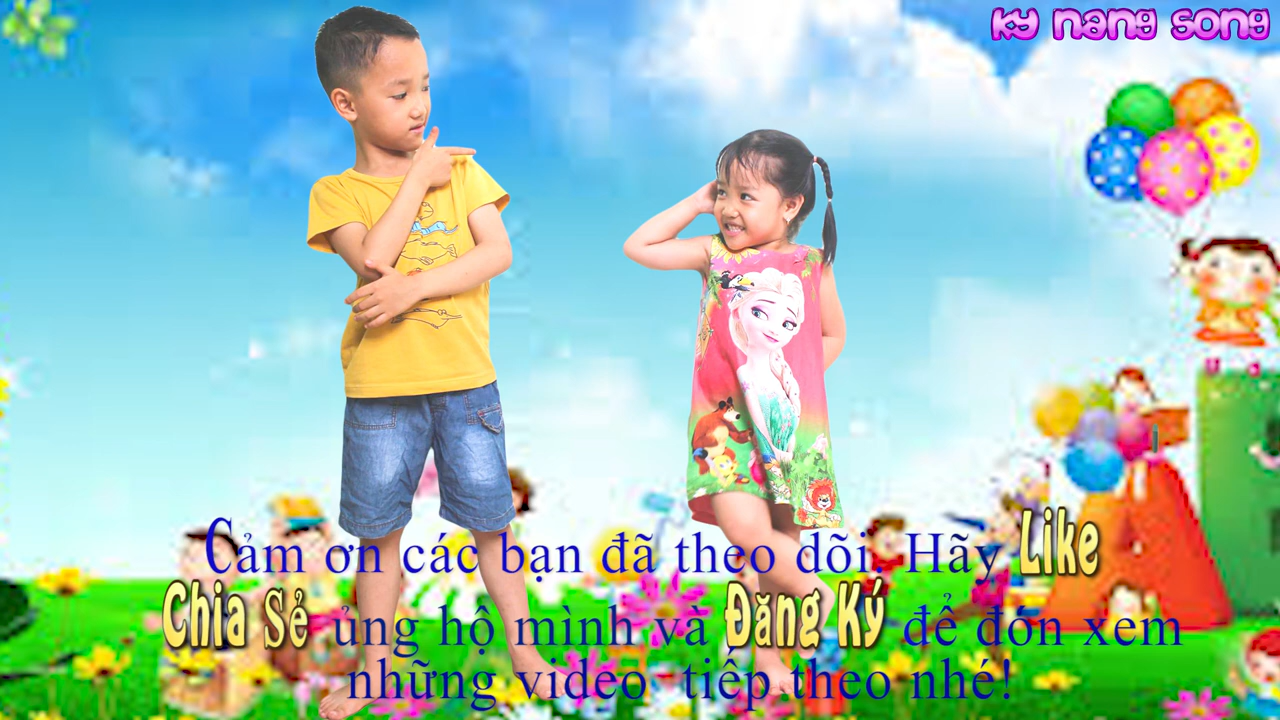 Ky Nang Song
Cảm ơn các bạn đã theo dõi. Hãy Like
Chia Sẻ ủng hộ mình và Đăng Ký để đón xem
những video tiếp theo nhé!